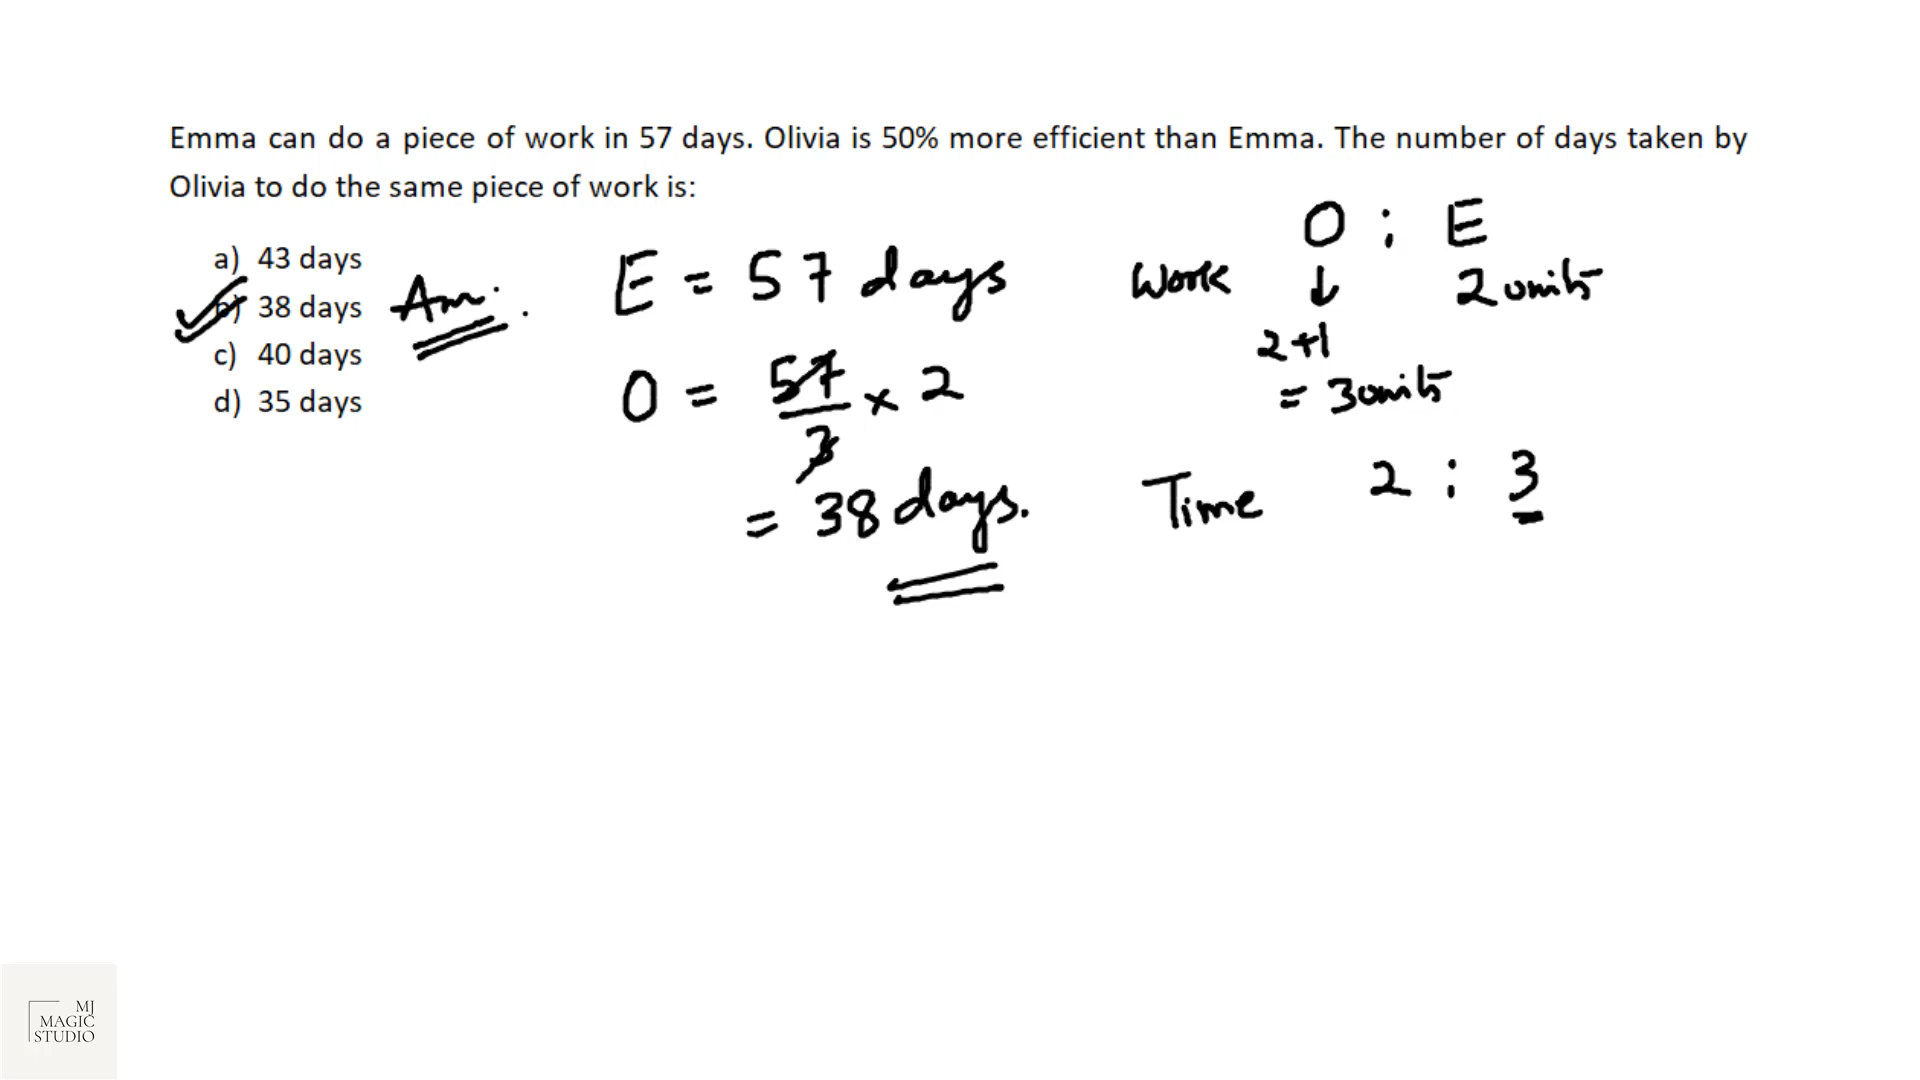 Emma can do a piece of work in 57 days. Olivia is 50% more efficient than Emma. The number of days taken by
Olivia to do the same piece of work is:
a) 43 days
b) 38 days Ans.
c) 40 days
d) 35 days
E = 57 days
O = 57/3 × 2
= 38 days.
O : E
Work ↓ 2 units
2+1
= 3 units
Time 2 : 3
MJ
MAGIC
STUDIO